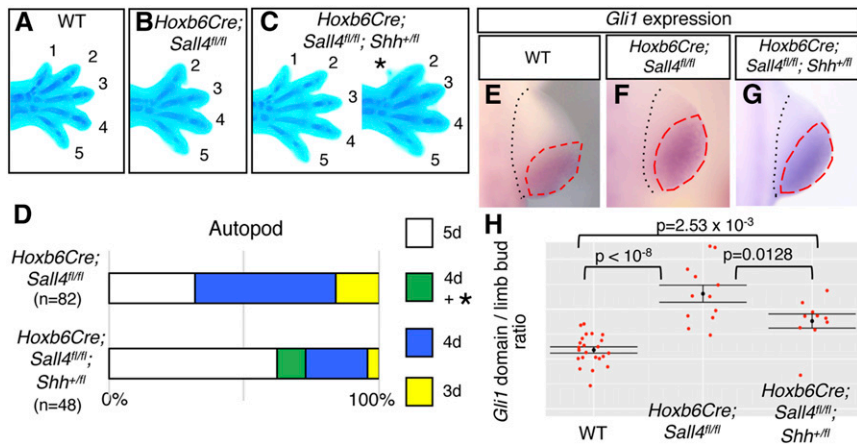 A
WT
1
2
3
4
5
B
Hoxb6Cre;
Sall4fl/fl
2
3
4
5
C
Hoxb6Cre;
Sall4fl/fl; Shh+/fl
1
2
3
4
5
*
2
3
4
5
Gli1 expression
WT
Hoxb6Cre;
Sall4fl/fl
Hoxb6Cre;
Sall4fl/fl; Shh+/fl
E
F
G
D
Autopod
Hoxb6Cre;
Sall4fl/fl
(n=82)
Hoxb6Cre;
Sall4fl/fl;
Shh+/fl
(n=48)
0%
100%
5d
4d
+ *
4d
3d
H
p=2.53 x 10-3
p < 10-8
p=0.0128
Gli1 domain / limb bud
ratio
WT
Hoxb6Cre;
Sall4fl/fl
Hoxb6Cre;
Sall4fl/fl;
Shh+/fl